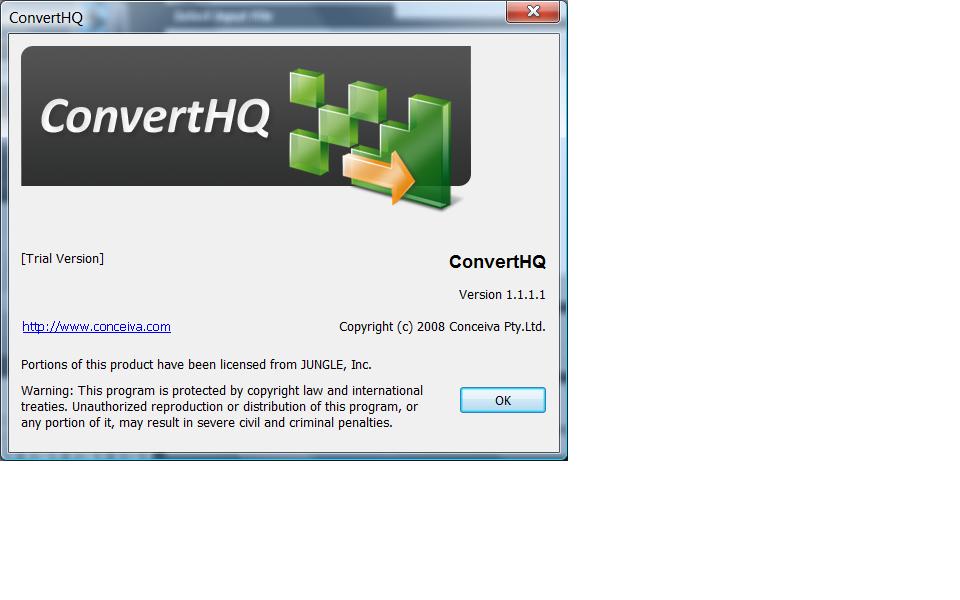 ConvertHQ
Select Input File
ConvertHQ
[Trial Version]
ConvertHQ
Version 1.1.1.1
http://www.conceiva.com
Copyright (c) 2008 Conceiva Pty.Ltd.
Portions of this product have been licensed from JUNGLE, Inc.
Warning: This program is protected by copyright law and international
treaties. Unauthorized reproduction or distribution of this program, or
any portion of it, may result in severe civil and criminal penalties.
OK